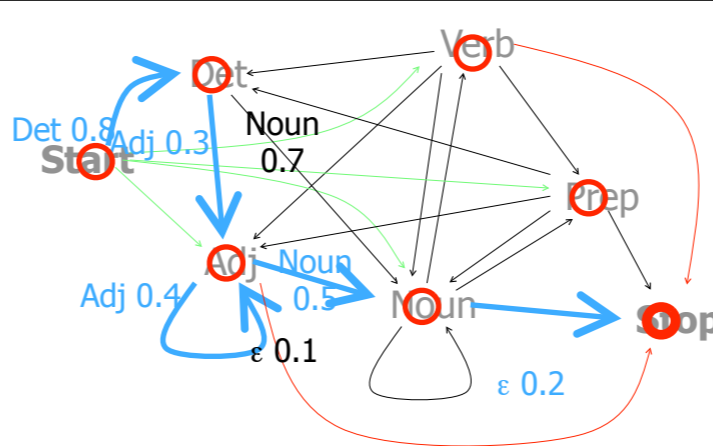 Verb
Det
Det 0.8
Adj 0.3
Noun
0.7
Start
Prep
Adj
Noun
0.5
Adj 0.4
Noun
Stop
ε 0.1
ε 0.2